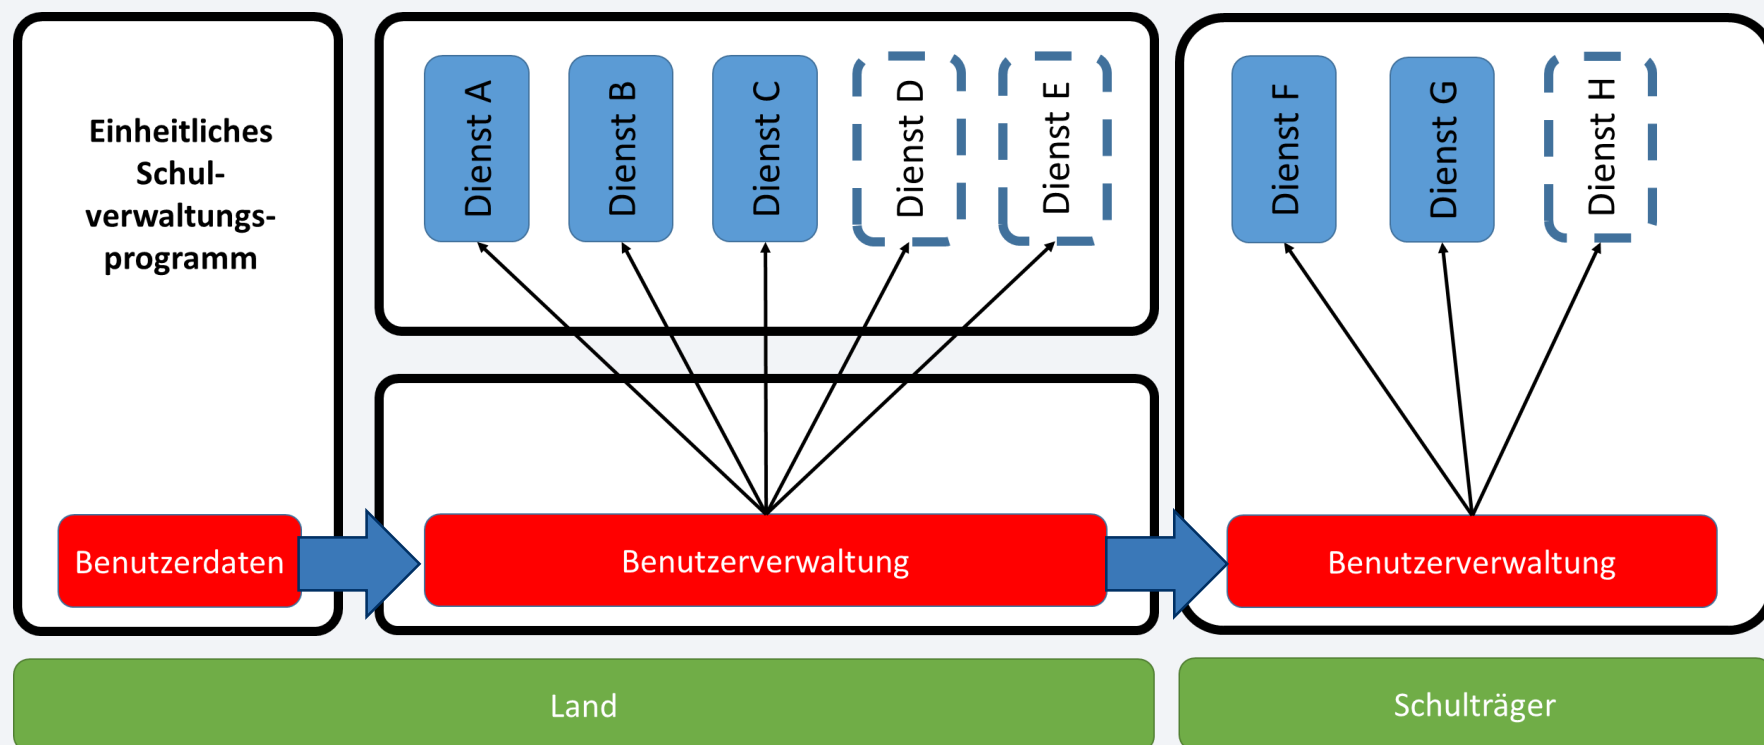 Einheitliches
Schul-
verwaltungs-
programm
Dienst A
Dienst B
Dienst C
Dienst D
Dienst E
Dienst F
Dienst G
Dienst H
Benutzerdaten
Benutzerverwaltung
Benutzerverwaltung
Land
Schulträger